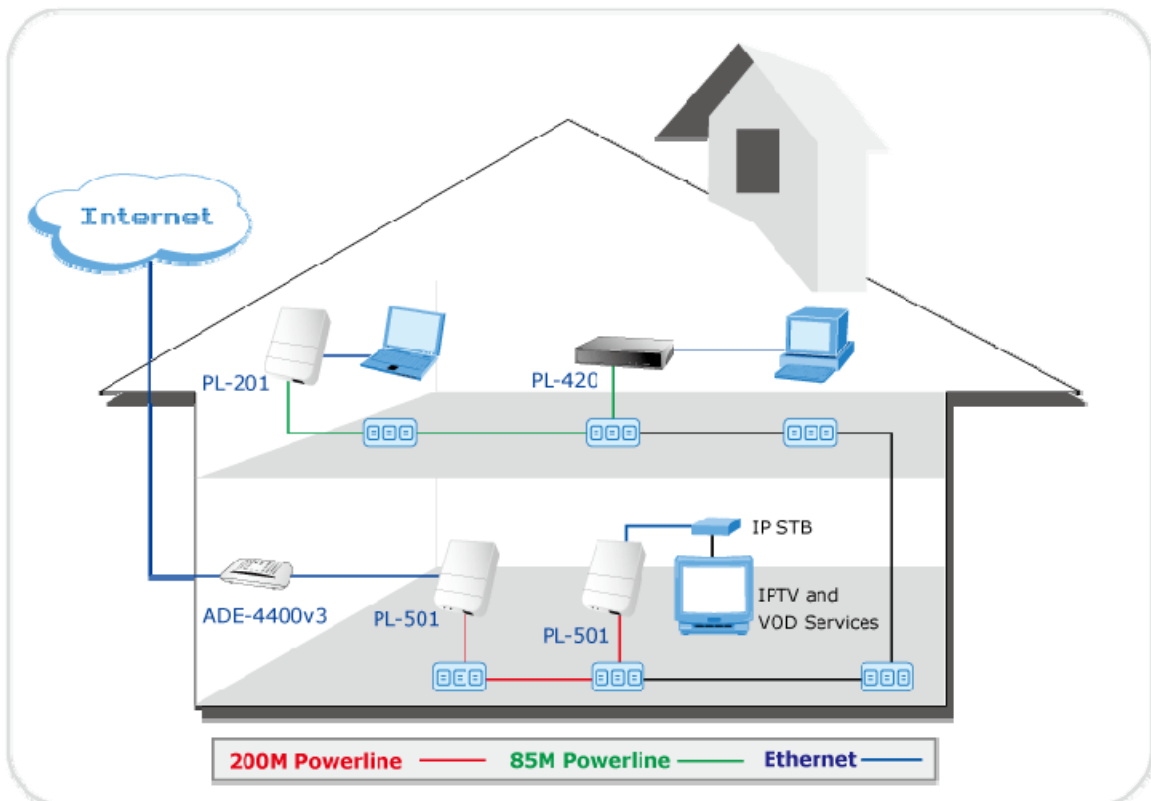 Internet
PL-201
PL-420
IP STB
ADE-4400v3
PL-501
PL-501
IPTV and
VOD Services
200M Powerline
85M Powerline
Ethernet